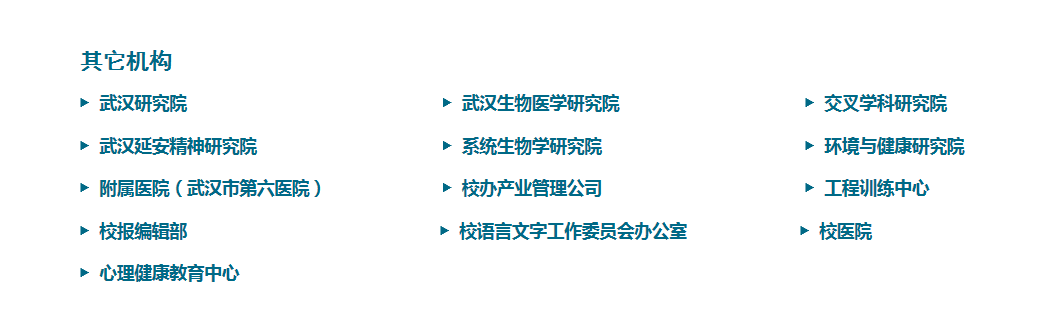 其它机构
武汉研究院
武汉生物医学研究院
交叉学科研究院
武汉延安精神研究院
系统生物学研究院
环境与健康研究院
附属医院（武汉市第六医院）
校办产业管理公司
工程训练中心
校报编辑部
校语言文字工作委员会办公室
校医院
心理健康教育中心